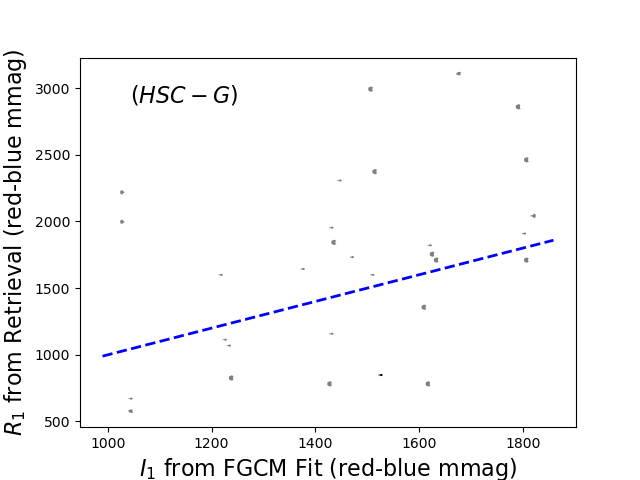 (HSC − G)
3000
2500
2000
1500
1000
500
1000 1200 1400 1600 1800
R₁ from Retrieval (red-blue mmag)
I₁ from FGCM Fit (red-blue mmag)